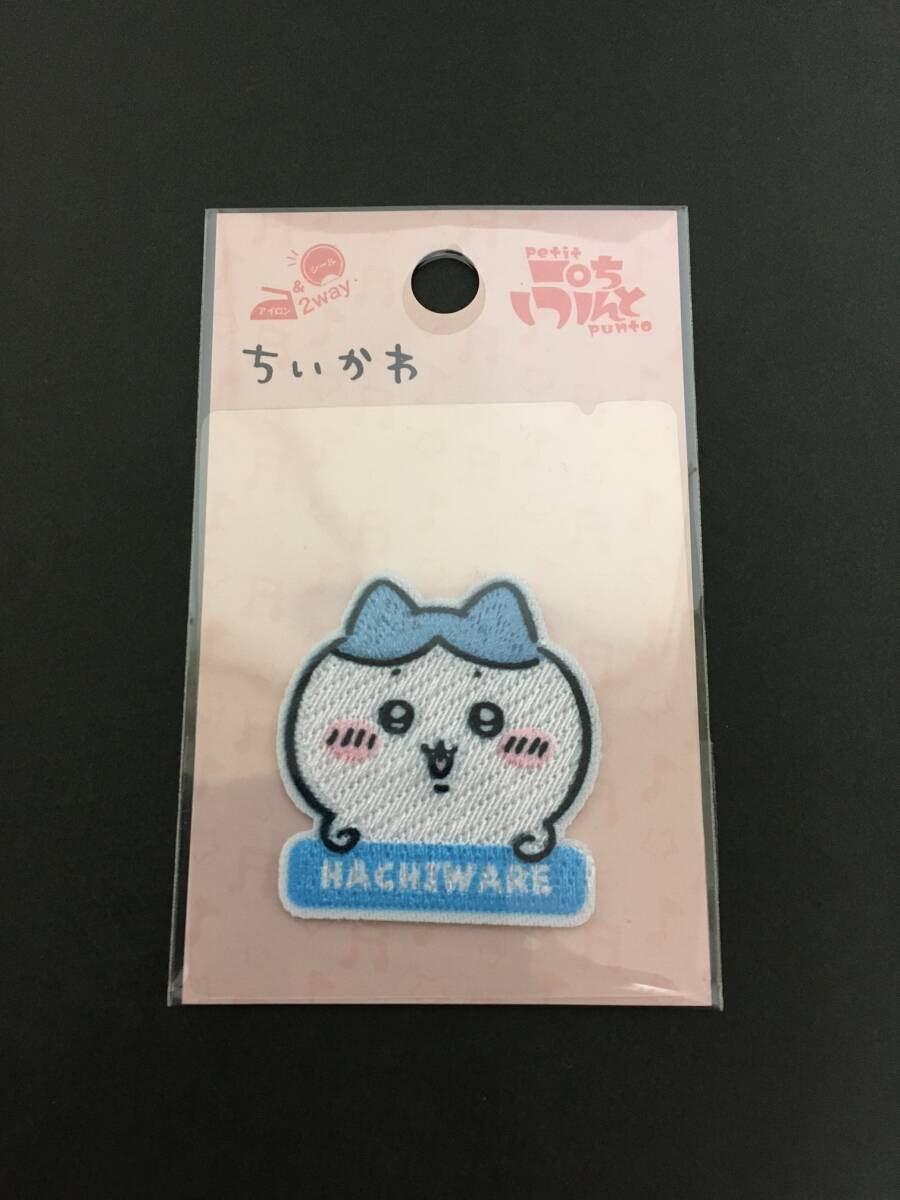 シール
アイロン
&
2way
petit
ぷち
ぷんと
punto
ちいかわ
HACHIWARE